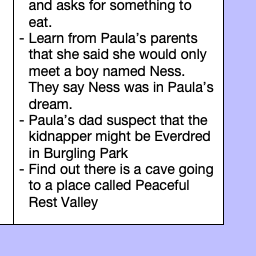 and asks for something to
eat.
- Learn from Paula's parents
that she said she would only
meet a boy named Ness.
They say Ness was in Paula's
dream.
- Paula's dad suspect that the
kidnapper might be Everdred
in Burgling Park
- Find out there is a cave going
to a place called Peaceful
Rest Valley